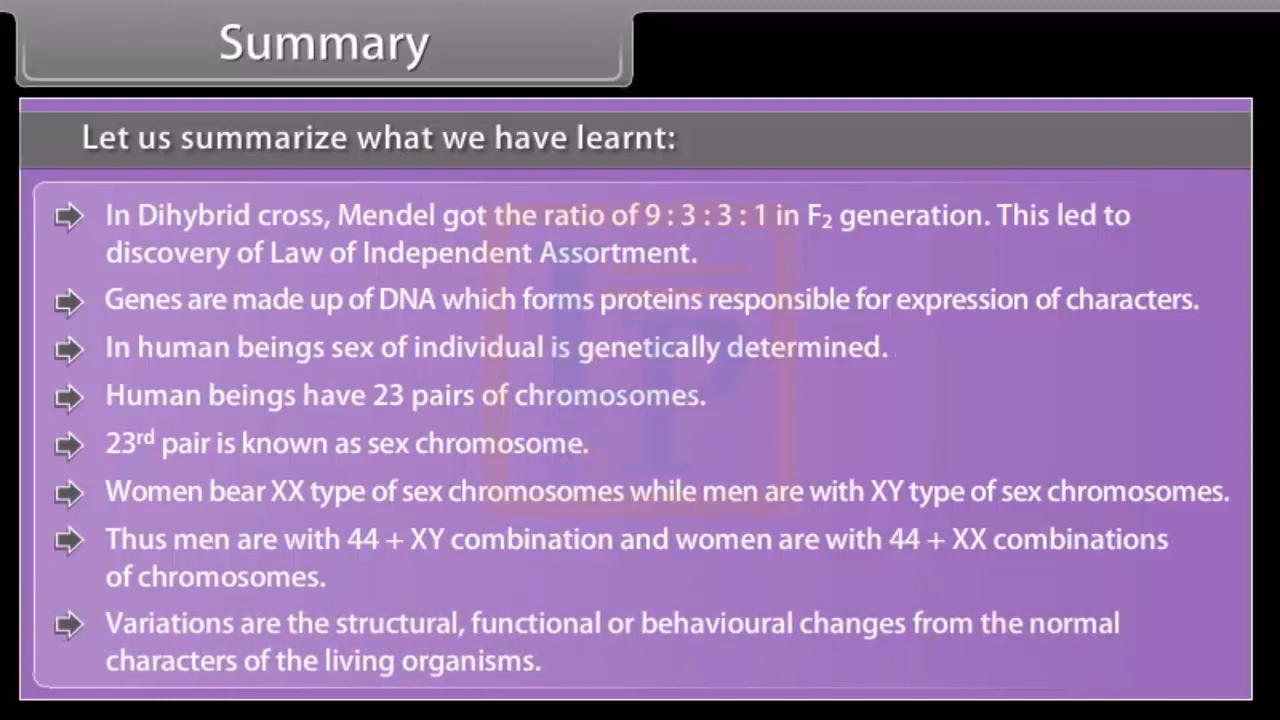 Summary
Let us summarize what we have learnt:
In Dihybrid cross, Mendel got the ratio of 9 : 3 : 3 : 1 in F₂ generation. This led to
discovery of Law of Independent Assortment.
Genes are made up of DNA which forms proteins responsible for expression of characters.
In human beings sex of individual is genetically determined.
Human beings have 23 pairs of chromosomes.
23ʳᵈ pair is known as sex chromosome.
Women bear XX type of sex chromosomes while men are with XY type of sex chromosomes.
Thus men are with 44 + XY combination and women are with 44 + XX combinations
of chromosomes.
Variations are the structural, functional or behavioural changes from the normal
characters of the living organisms.